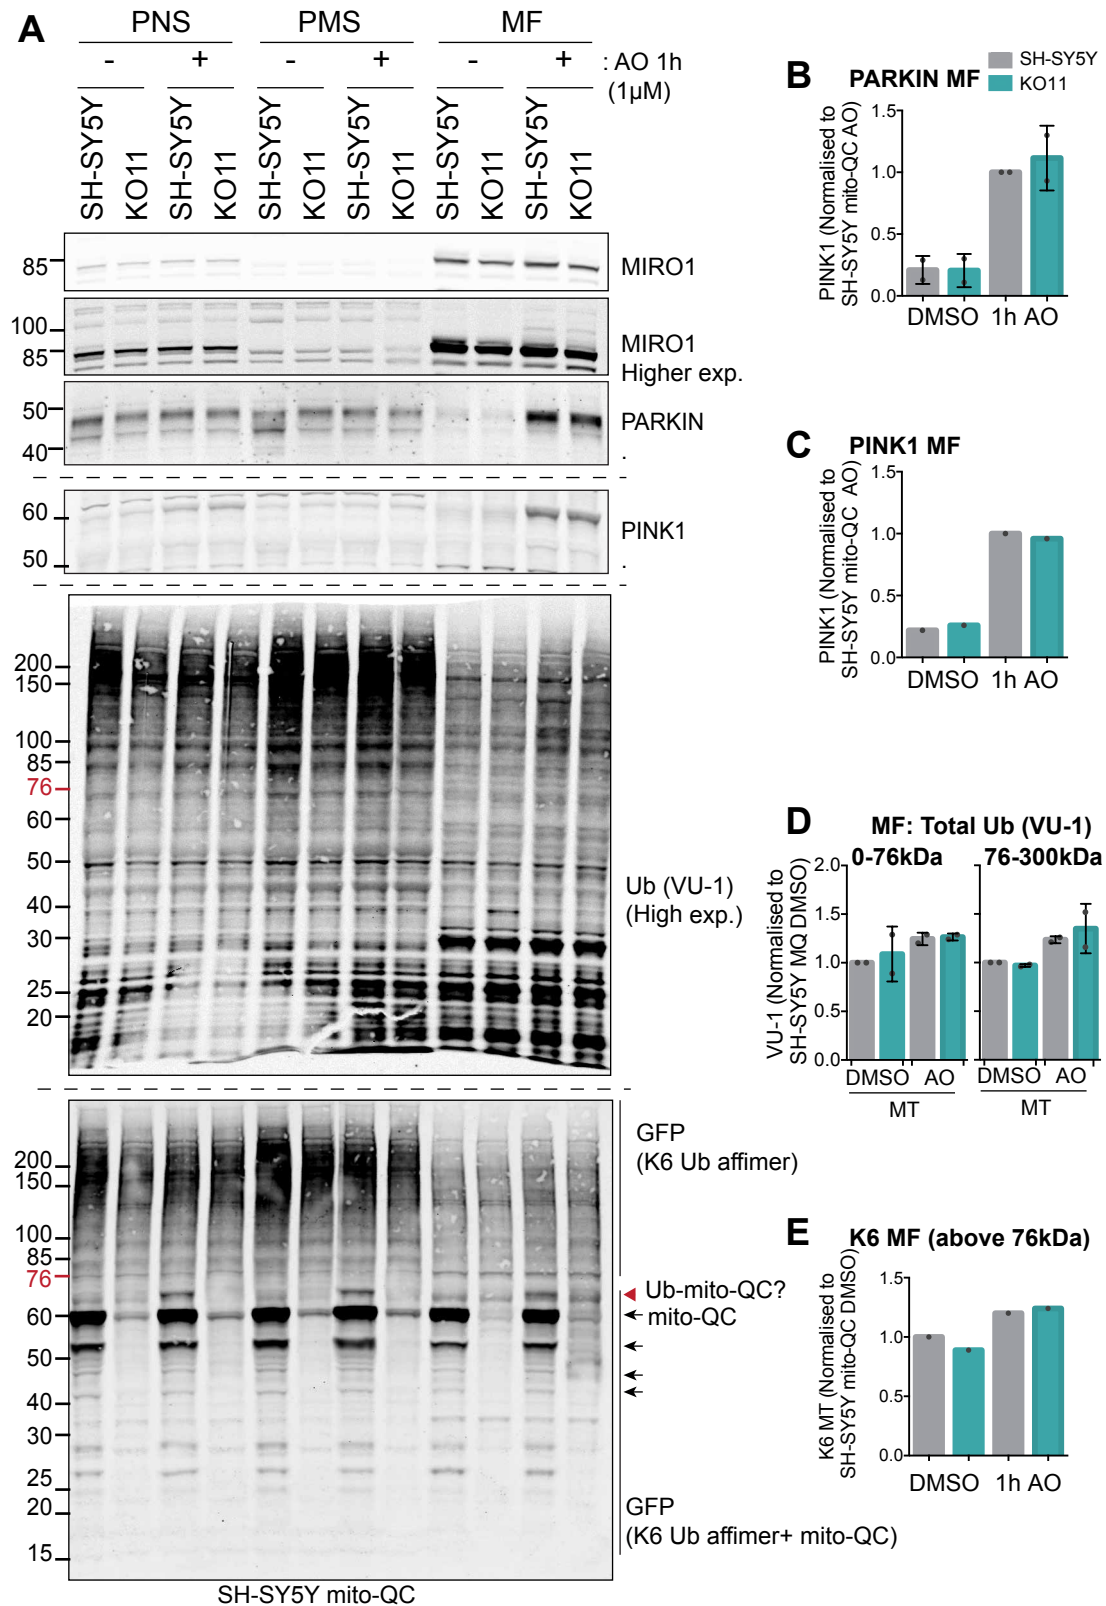 A
PNS PMS MF
- + - + - + : AO 1h
(1µM)
SH-SY5Y
KO11
SH-SY5Y
KO11
SH-SY5Y
KO11
SH-SY5Y
KO11
SH-SY5Y
KO11
SH-SY5Y
KO11
85
MIRO1
100
85
MIRO1
Higher exp.
50
40
PARKIN
.
60
50
PINK1
.
200
150
100
85
76
60
50
40
30
25
20
Ub (VU-1)
(High exp.)
200
150
100
85
76
60
50
40
30
25
20
15
GFP
(K6 Ub affimer)
Ub-mito-QC?
mito-QC
GFP
(K6 Ub affimer+ mito-QC)
SH-SY5Y mito-QC
SH-SY5Y
KO11
B PARKIN MF
PINK1 (Normalised to
SH-SY5Y mito-QC AO)
1.5
1.0
0.5
0.0
DMSO 1h AO
C PINK1 MF
PINK1 (Normalised to
SH-SY5Y mito-QC AO)
1.5
1.0
0.5
0.0
DMSO 1h AO
D MF: Total Ub (VU-1)
0-76kDa 76-300kDa
VU-1 (Normalised to
SH-SY5Y MQ DMSO)
2.0
1.5
1.0
0.5
0.0
DMSO AO DMSO AO
MT MT
E K6 MF (above 76kDa)
K6 MT (Normalised to
SH-SY5Y mito-QC DMSO)
1.5
1.0
0.5
0.0
DMSO 1h AO